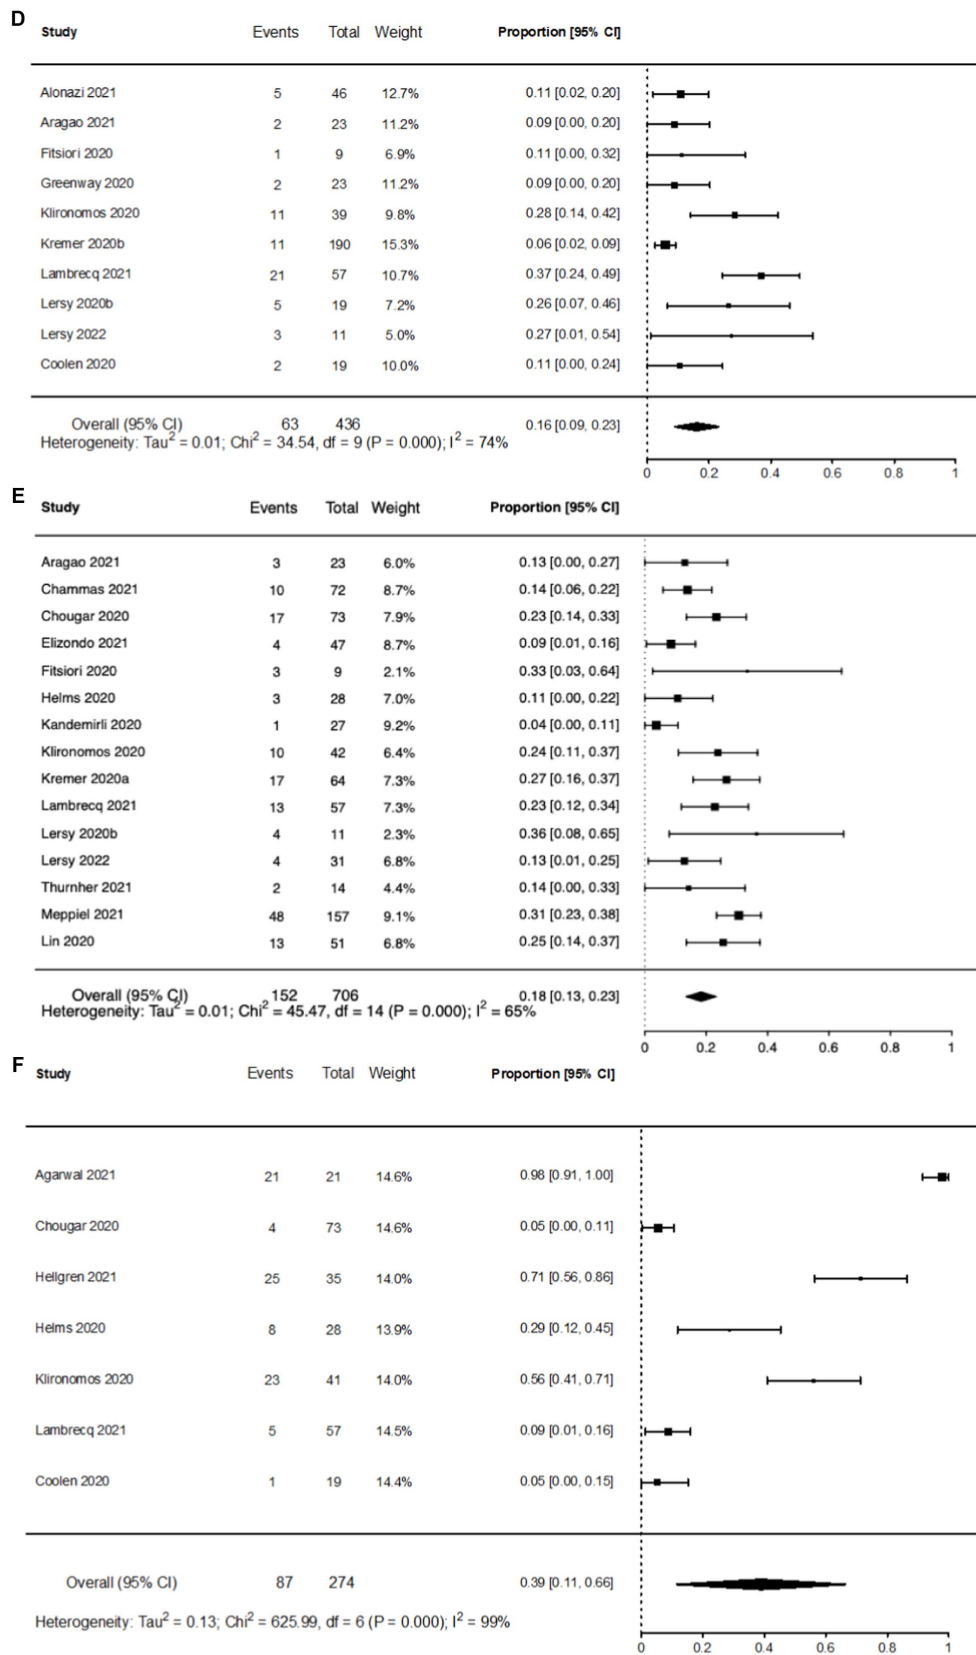 D
Study Events Total Weight Proportion [95% CI]
Alonazi 2021 5 46 12.7% 0.11 [0.02, 0.20]
Aragao 2021 2 23 11.2% 0.09 [0.00, 0.20]
Fitsiori 2020 1 9 6.9% 0.11 [0.00, 0.32]
Greenway 2020 2 23 11.2% 0.09 [0.00, 0.20]
Klironomos 2020 11 39 9.8% 0.28 [0.14, 0.42]
Kremer 2020b 11 190 15.3% 0.06 [0.02, 0.09]
Lambrecq 2021 21 57 10.7% 0.37 [0.24, 0.49]
Lersy 2020b 5 19 7.2% 0.26 [0.07, 0.46]
Lersy 2022 3 11 5.0% 0.27 [0.01, 0.54]
Coolen 2020 2 19 10.0% 0.11 [0.00, 0.24]
Overall (95% CI) 63 436 0.16 [0.09, 0.23]
Heterogeneity: Tau² = 0.01; Chi² = 34.54, df = 9 (P = 0.000); I² = 74%
0 0.2 0.4 0.6 0.8 1
E
Study Events Total Weight Proportion [95% CI]
Aragao 2021 3 23 6.0% 0.13 [0.00, 0.27]
Chammas 2021 10 72 8.7% 0.14 [0.06, 0.22]
Chougar 2020 17 73 7.9% 0.23 [0.14, 0.33]
Elizondo 2021 4 47 8.7% 0.09 [0.01, 0.16]
Fitsiori 2020 3 9 2.1% 0.33 [0.03, 0.64]
Helms 2020 3 28 7.0% 0.11 [0.00, 0.22]
Kandemirli 2020 1 27 9.2% 0.04 [0.00, 0.11]
Klironomos 2020 10 42 6.4% 0.24 [0.11, 0.37]
Kremer 2020a 17 64 7.3% 0.27 [0.16, 0.37]
Lambrecq 2021 13 57 7.3% 0.23 [0.12, 0.34]
Lersy 2020b 4 11 2.3% 0.36 [0.08, 0.65]
Lersy 2022 4 31 6.8% 0.13 [0.01, 0.25]
Thurnher 2021 2 14 4.4% 0.14 [0.00, 0.33]
Meppiel 2021 48 157 9.1% 0.31 [0.23, 0.38]
Lin 2020 13 51 6.8% 0.25 [0.14, 0.37]
Overall (95% CI) 152 706 0.18 [0.13, 0.23]
Heterogeneity: Tau² = 0.01; Chi² = 45.47, df = 14 (P = 0.000); I² = 65%
0 0.2 0.4 0.6 0.8 1
F
Study Events Total Weight Proportion [95% CI]
Agarwal 2021 21 21 14.6% 0.98 [0.91, 1.00]
Chougar 2020 4 73 14.6% 0.05 [0.00, 0.11]
Hellgren 2021 25 35 14.0% 0.71 [0.56, 0.86]
Helms 2020 8 28 13.9% 0.29 [0.12, 0.45]
Klironomos 2020 23 41 14.0% 0.56 [0.41, 0.71]
Lambrecq 2021 5 57 14.5% 0.09 [0.01, 0.16]
Coolen 2020 1 19 14.4% 0.05 [0.00, 0.15]
Overall (95% CI) 87 274 0.39 [0.11, 0.66]
Heterogeneity: Tau² = 0.13; Chi² = 625.99, df = 6 (P = 0.000); I² = 99%
0 0.2 0.4 0.6 0.8 1